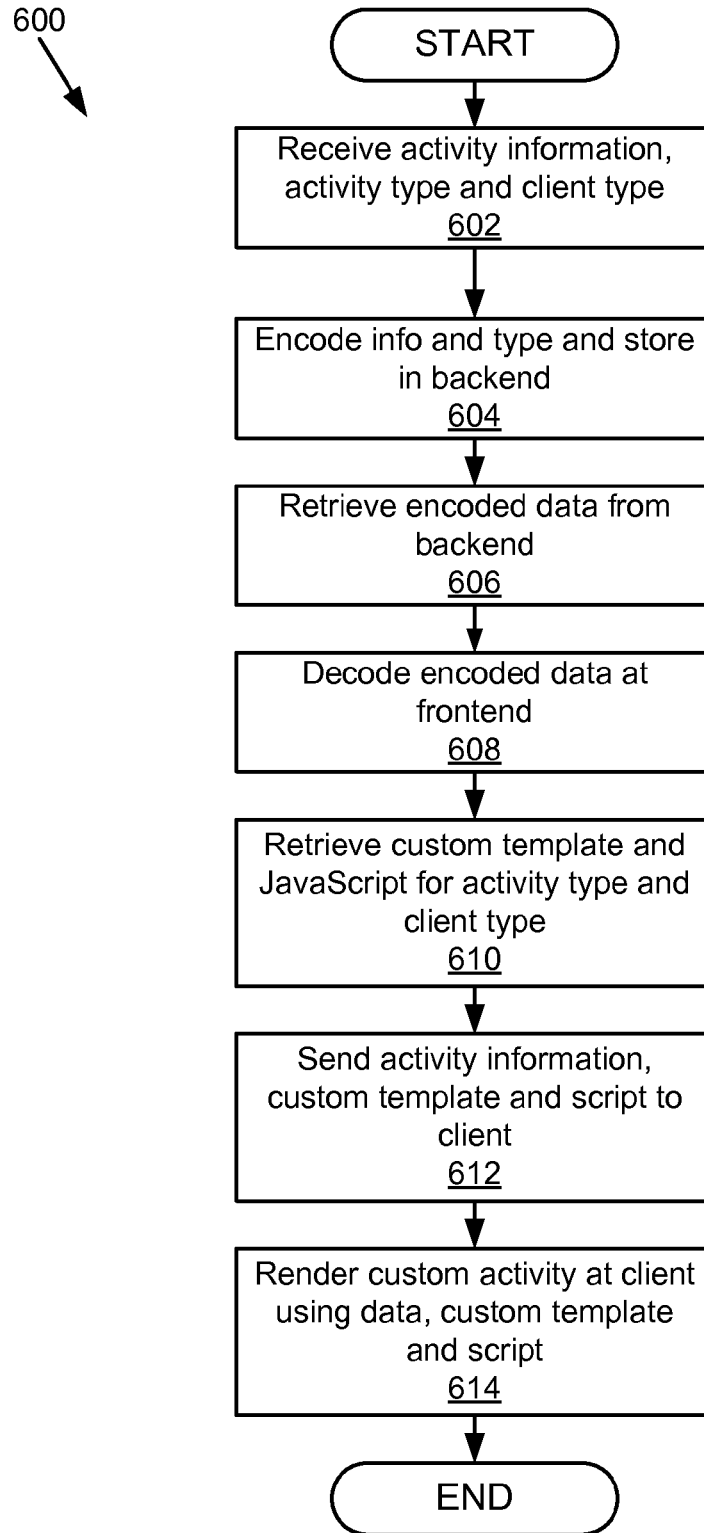 600
START
Receive activity information,
activity type and client type
602
Encode info and type and store
in backend
604
Retrieve encoded data from
backend
606
Decode encoded data at
frontend
608
Retrieve custom template and
JavaScript for activity type and
client type
610
Send activity information,
custom template and script to
client
612
Render custom activity at client
using data, custom template
and script
614
END